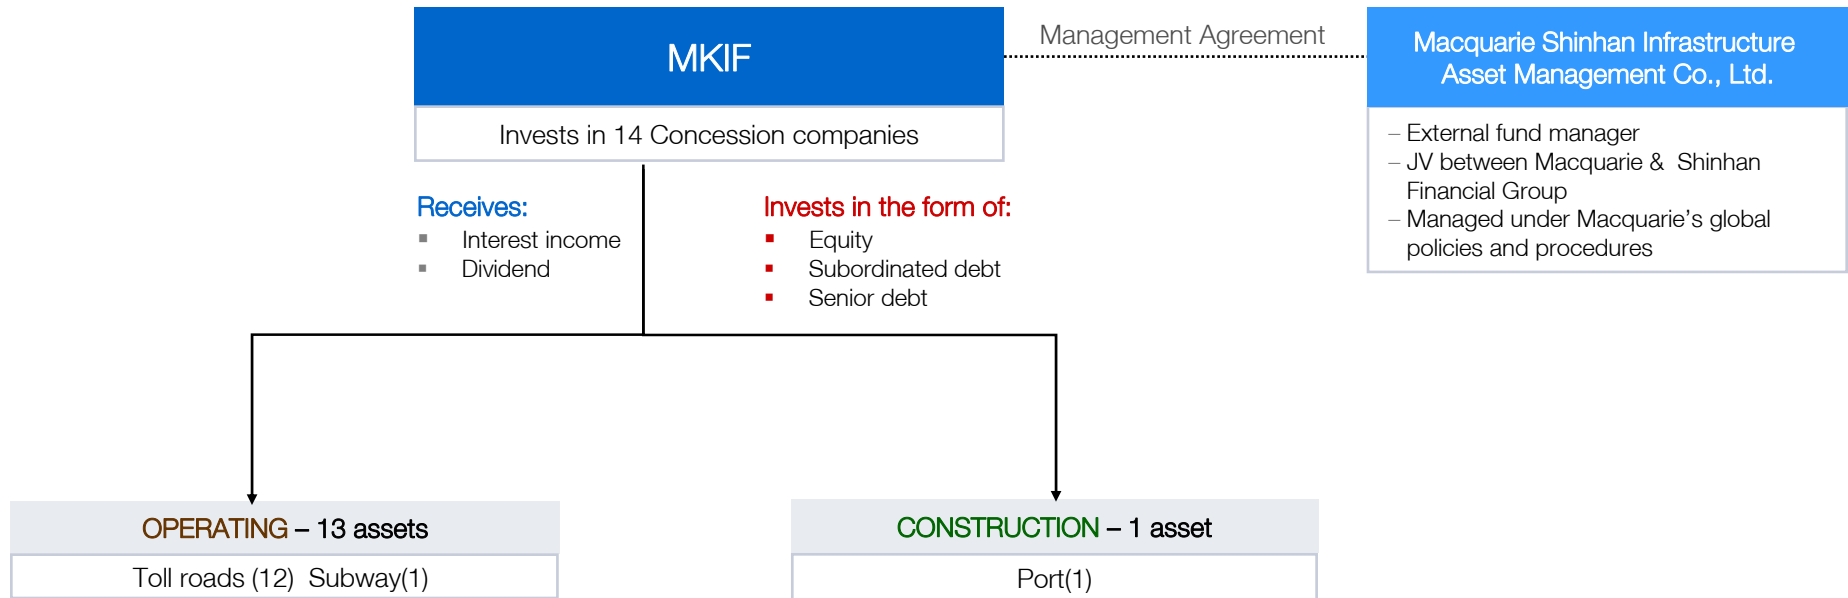 MKIF
Invests in 14 Concession companies
Management Agreement
Macquarie Shinhan Infrastructure
Asset Management Co., Ltd.
– External fund manager
– JV between Macquarie & Shinhan
Financial Group
– Managed under Macquarie’s global
policies and procedures
Receives:
▪ Interest income
▪ Dividend
Invests in the form of:
▪ Equity
▪ Subordinated debt
▪ Senior debt
OPERATING – 13 assets
Toll roads (12) Subway(1)
CONSTRUCTION – 1 asset
Port(1)